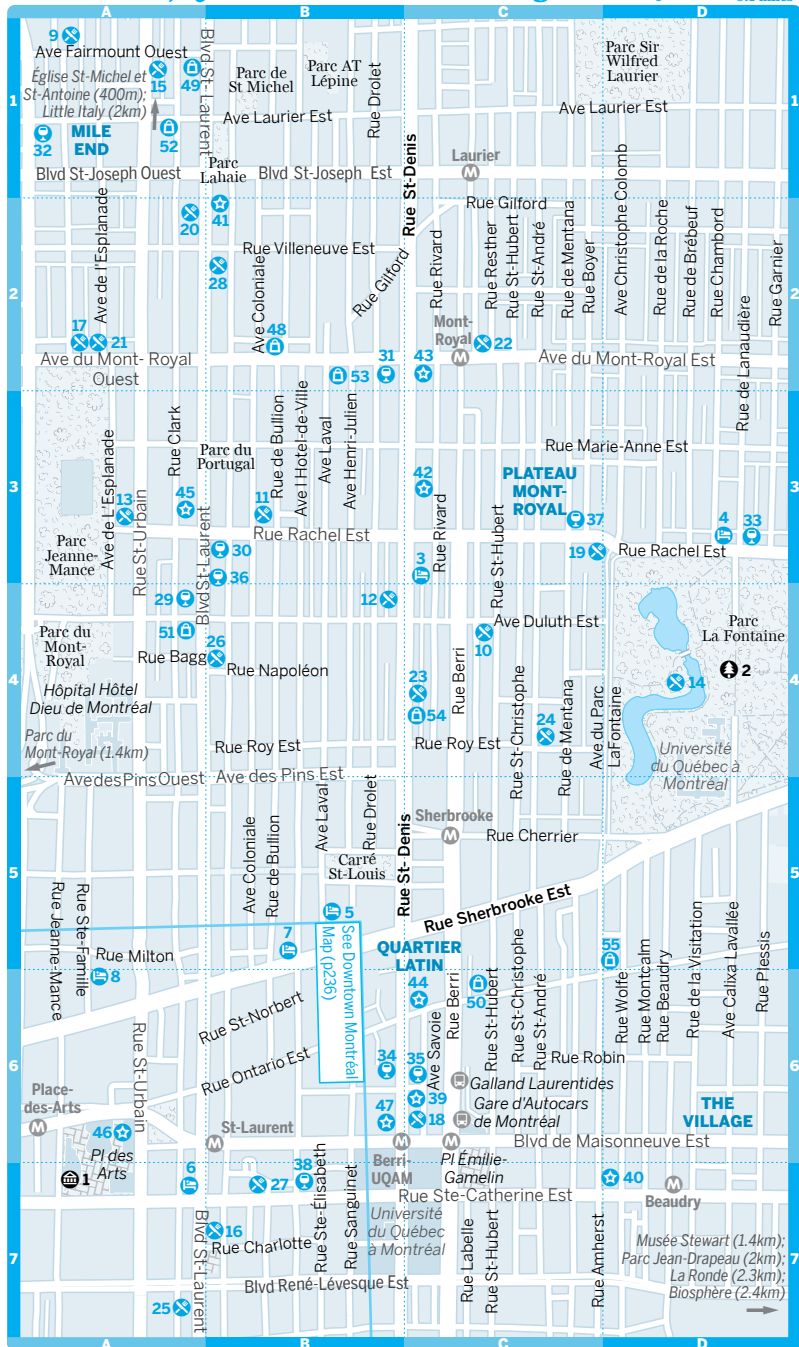 A
B
C
D
9
Ave Fairmount Ouest
Église St-Michel et
St-Antoine (400m);
Little Italy (2km)
15
49
Blvd St-Laurent
Parc de
St Michel
Parc AT
Lépine
Rue Drolet
Parc Sir
Wilfred
Laurier
1
1
32
MILE
END
52
Ave Laurier Est
Ave Laurier Est
Parc
Lahaie
Laurier
Blvd St-Joseph Ouest
Blvd St-Joseph Est
Rue St-Denis
Ave de l'Esplanade
20
41
Rue Gilford
Rue Villeneuve Est
28
Ave Coloniale
Rue Gilford
Rue Rivard
Rue Resther
Rue St-Hubert
Rue St-André
Rue de Mentana
Rue Boyer
Ave Christophe Colomb
Rue de la Roche
Rue de Brébeuf
Rue Chambord
Rue Garnier
2
2
17
21
48
Mont-
Royal
22
Rue de Lanaudière
Ave du Mont- Royal
Ouest
31
43
Ave du Mont-Royal Est
53
Ave de L'Esplanade
Rue Clark
Parc du
Portugal
Rue de Bullion
Ave l Hotel-de-Ville
Ave Laval
Ave Henri-Julien
Rue Marie-Anne Est
42
PLATEAU
MONT-
ROYAL
3
3
13
Rue St-Urbain
45
11
Rue Rivard
Rue St-Hubert
37
4
33
Parc
Jeanne-
Mance
Blvd St-Laurent
Rue Rachel Est
30
3
19
Rue Rachel Est
36
29
12
51
26
Parc du
Mont-
Royal
Rue Bagg
Rue Napoléon
10
Ave Duluth Est
Parc
La Fontaine
14
2
4
4
Hôpital Hôtel
Dieu de Montréal
23
54
Rue Berri
Rue St-Christophe
24
Rue de Mentana
Ave du Parc
LaFontaine
Parc du
Mont-Royal (1.4km)
Rue Roy Est
Rue Roy Est
Université
du Québec à
Montréal
Ave des Pins Ouest
Ave des Pins Est
Ave Coloniale
Rue de Bullion
Ave Laval
Rue Drolet
Rue St- Denis
Sherbrooke
Rue Cherrier
Carré
St-Louis
5
5
5
Rue Sherbrooke Est
Rue Jeanne-Mance
Rue Ste-Famille
Rue Milton
8
7
See Downtown Montréal
Map (p236)
QUARTIER
LATIN
44
50
55
Rue Berri
Rue St-Hubert
Rue St-Christophe
Rue St-André
Rue Wolfe
Rue Montcalm
Rue Beaudry
Rue de la Visitation
Ave Calixa Lavallée
Rue Plessis
Rue St-Norbert
Rue Ontario Est
Rue St-Urbain
34
35
Ave Savoie
Rue Robin
6
6
Galland Laurentides
Gare d'Autocars
de Montréal
39
18
47
Place-
des-Arts
46
St-Laurent
THE
VILLAGE
Blvd de Maisonneuve Est
Pl des
Arts
1
6
27
38
Rue Ste-Elisabeth
Rue Sanguinet
Berri-
UQAM
Pl Émilie-
Gamelin
40
Beaudry
Rue Ste-Catherine Est
16
Rue Charlotte
Blvd St-Laurent
Université
du Québec
à Montréal
Rue Labelle
Rue St-Hubert
Rue Amherst
Musée Stewart (1.4km);
Parc Jean-Drapeau (2km);
La Ronde (2.3km);
Biosphère (2.4km)
7
7
Blvd René-Lévesque Est
25
A
B
C
D